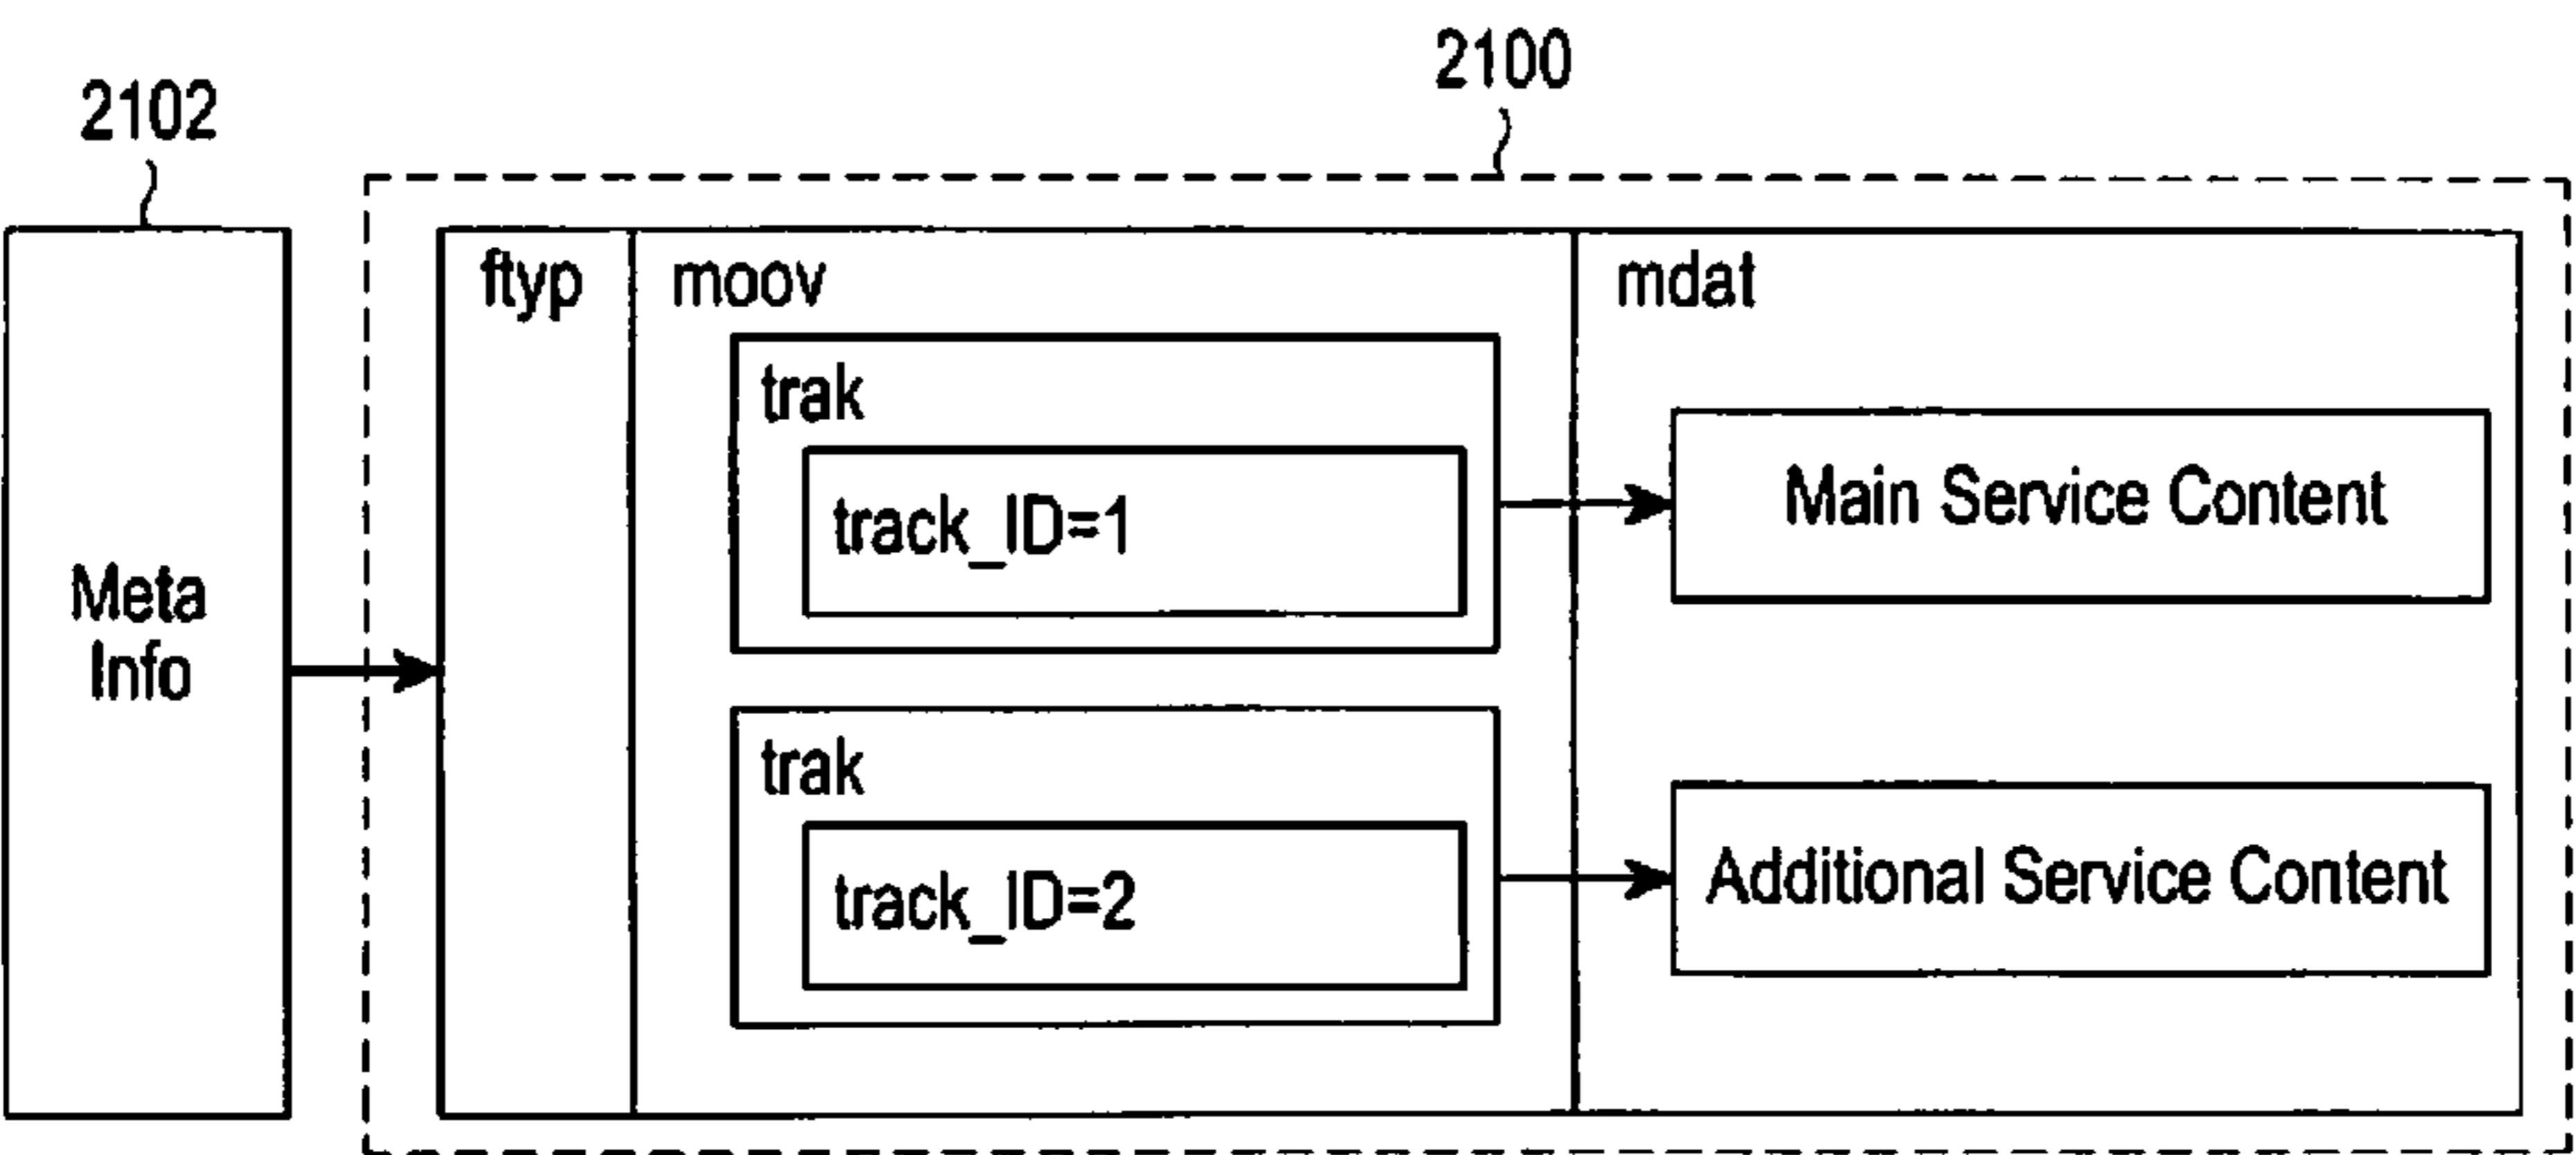 2100
2102
ftyp
moov
mdat
trak
track_ID=1
Main Service Content
Meta
Info
trak
track_ID=2
Additional Service Content